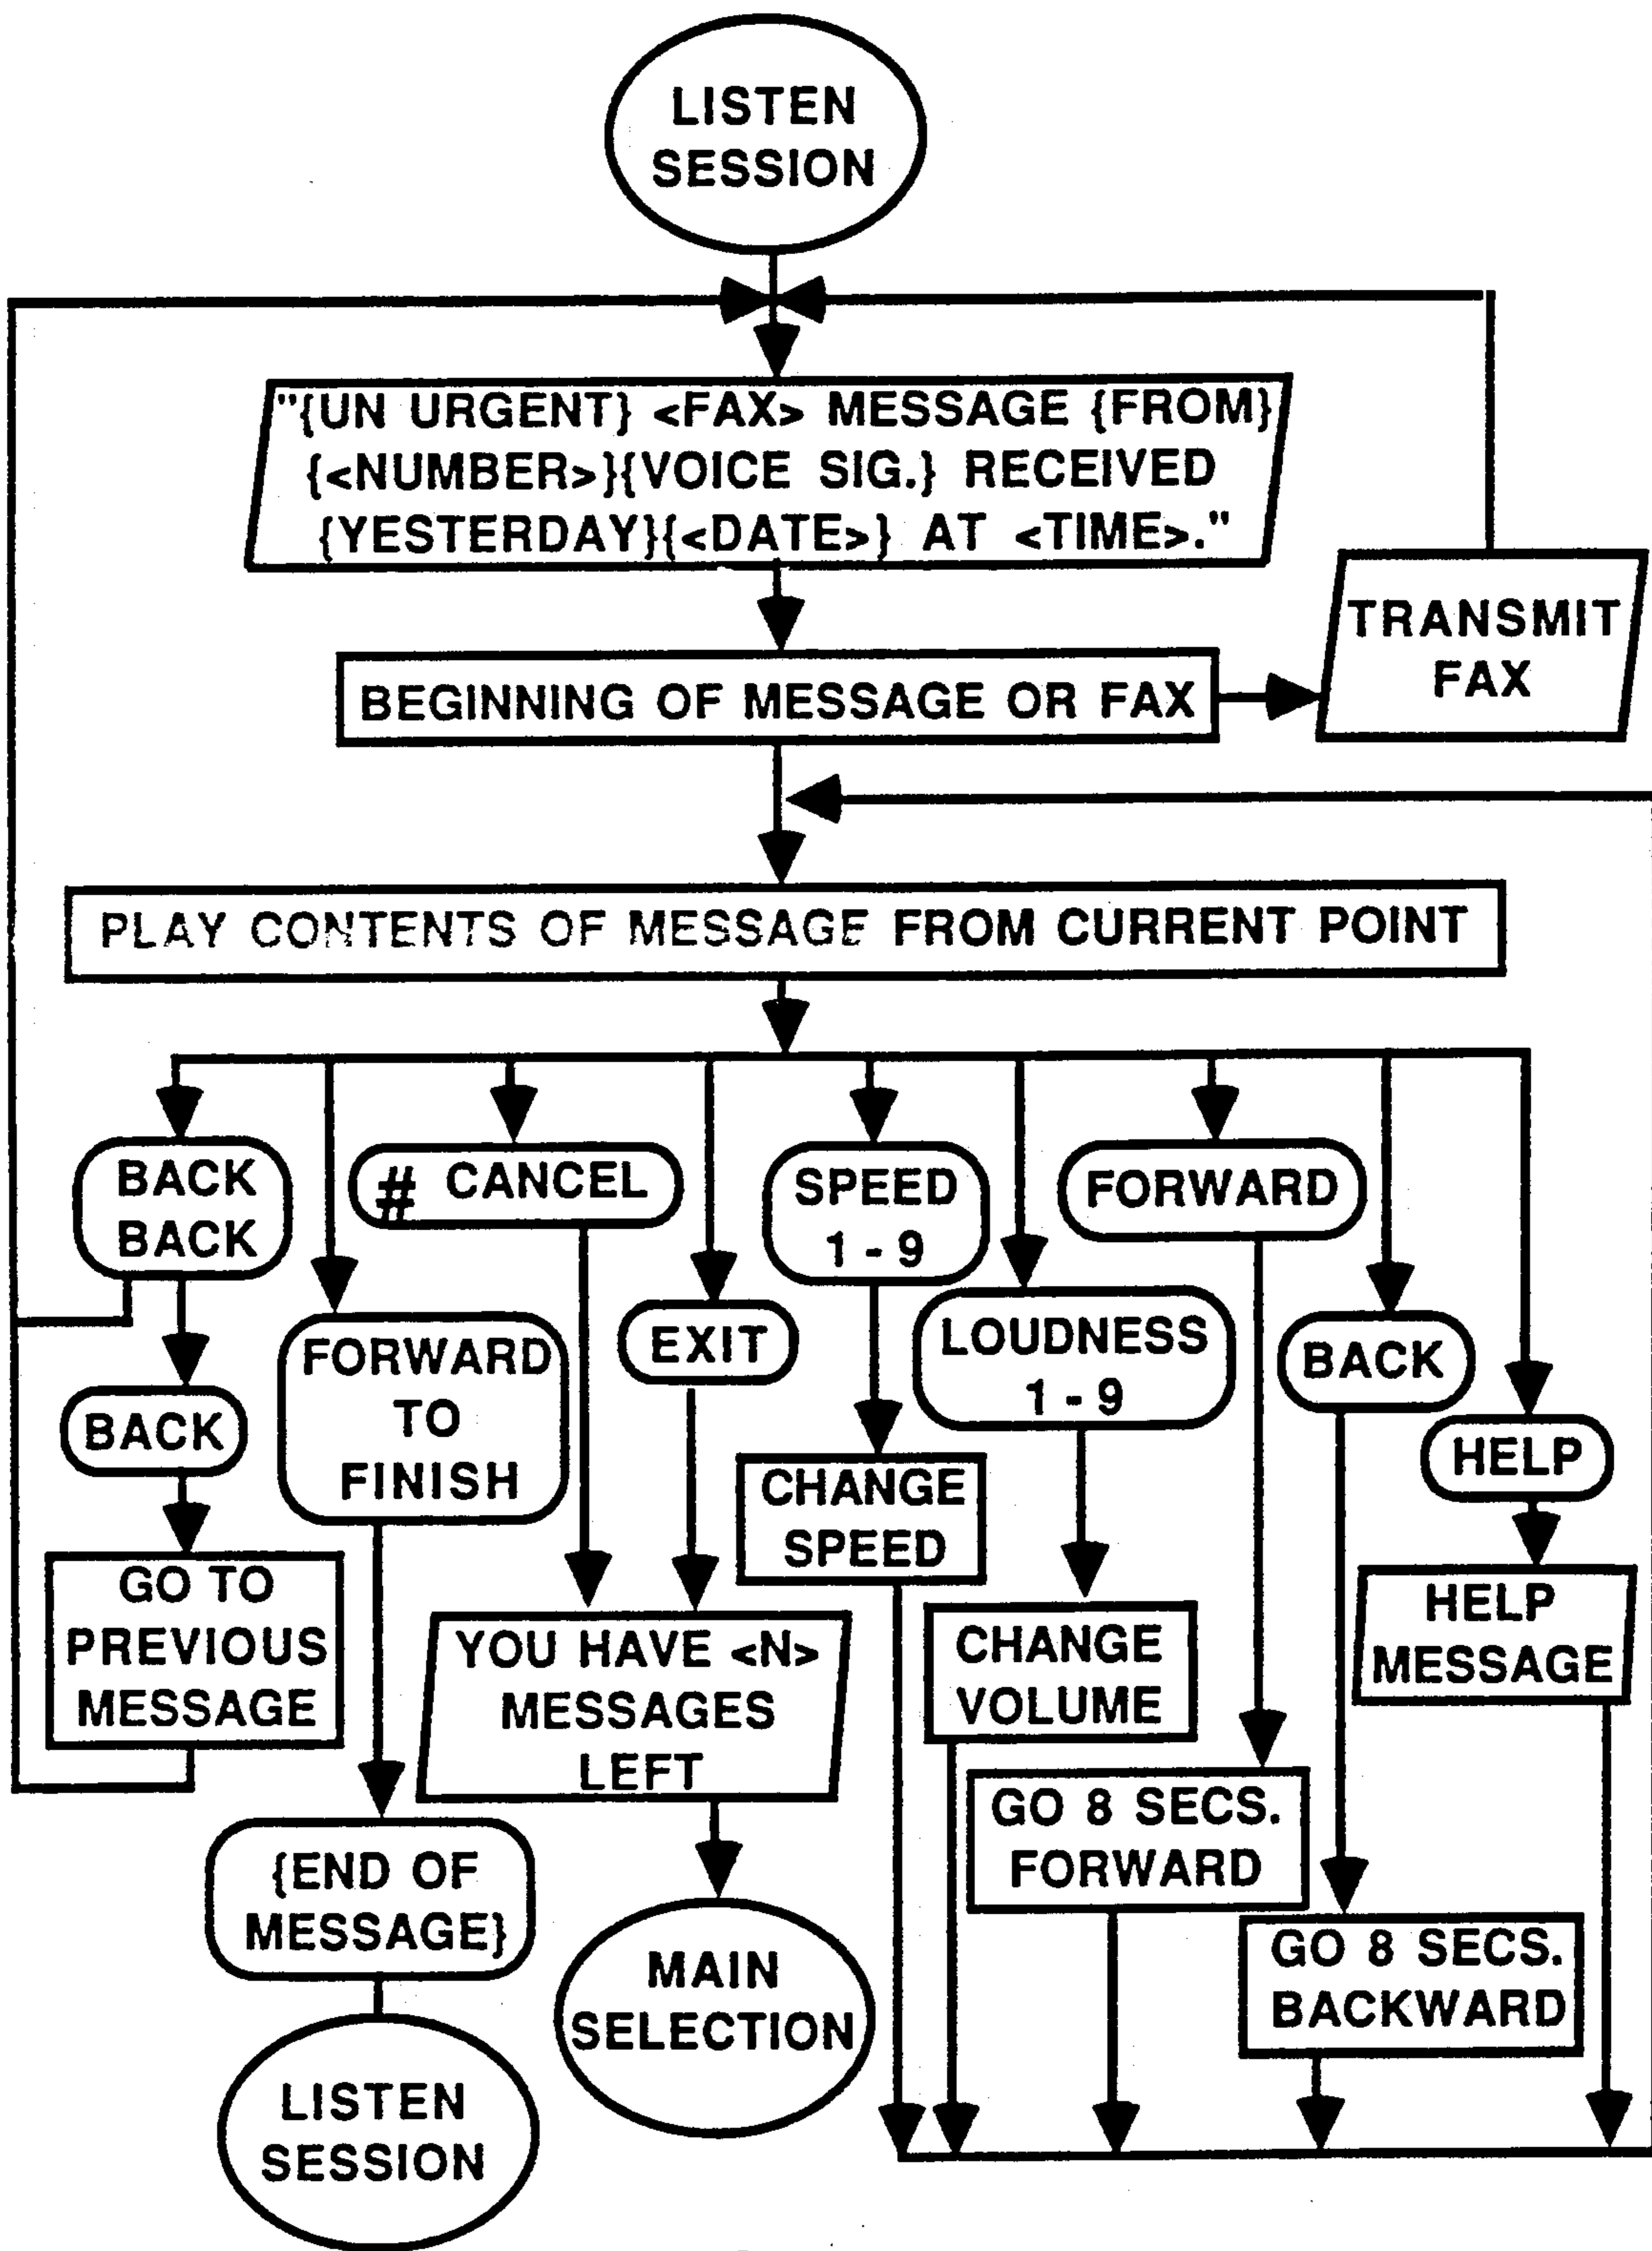 LISTEN
SESSION
"{UN URGENT} <FAX> MESSAGE {FROM}
{<NUMBER>}{VOICE SIG.} RECEIVED
{YESTERDAY}{<DATE>} AT <TIME>."
TRANSMIT
FAX
BEGINNING OF MESSAGE OR FAX
PLAY CONTENTS OF MESSAGE FROM CURRENT POINT
BACK
BACK
# CANCEL
SPEED
1 - 9
FORWARD
FORWARD
TO
FINISH
EXIT
LOUDNESS
1 - 9
BACK
BACK
HELP
CHANGE
SPEED
GO TO
PREVIOUS
MESSAGE
YOU HAVE <N>
MESSAGES
LEFT
CHANGE
VOLUME
HELP
MESSAGE
GO 8 SECS.
FORWARD
{END OF
MESSAGE}
MAIN
SELECTION
GO 8 SECS.
BACKWARD
LISTEN
SESSION